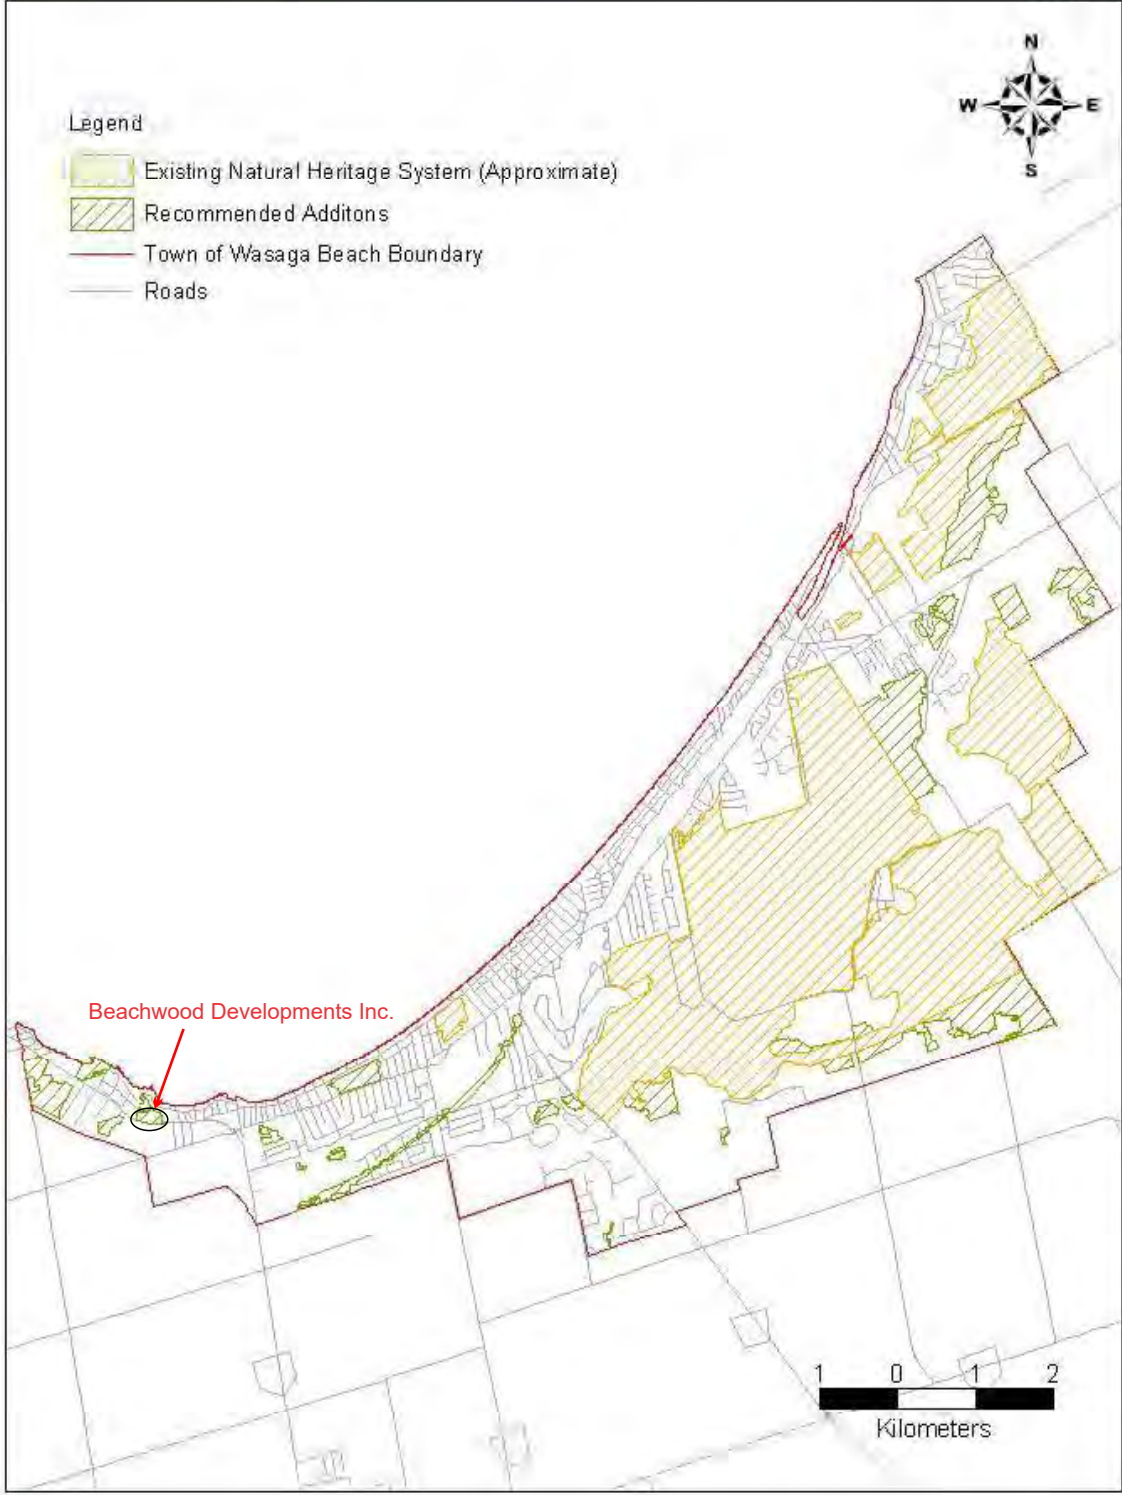 N
W E
S
Legend
Existing Natural Heritage System (Approximate)
Recommended Additons
Town of Wasaga Beach Boundary
Roads
Beachwood Developments Inc.
1 0 1 2
Kilometers